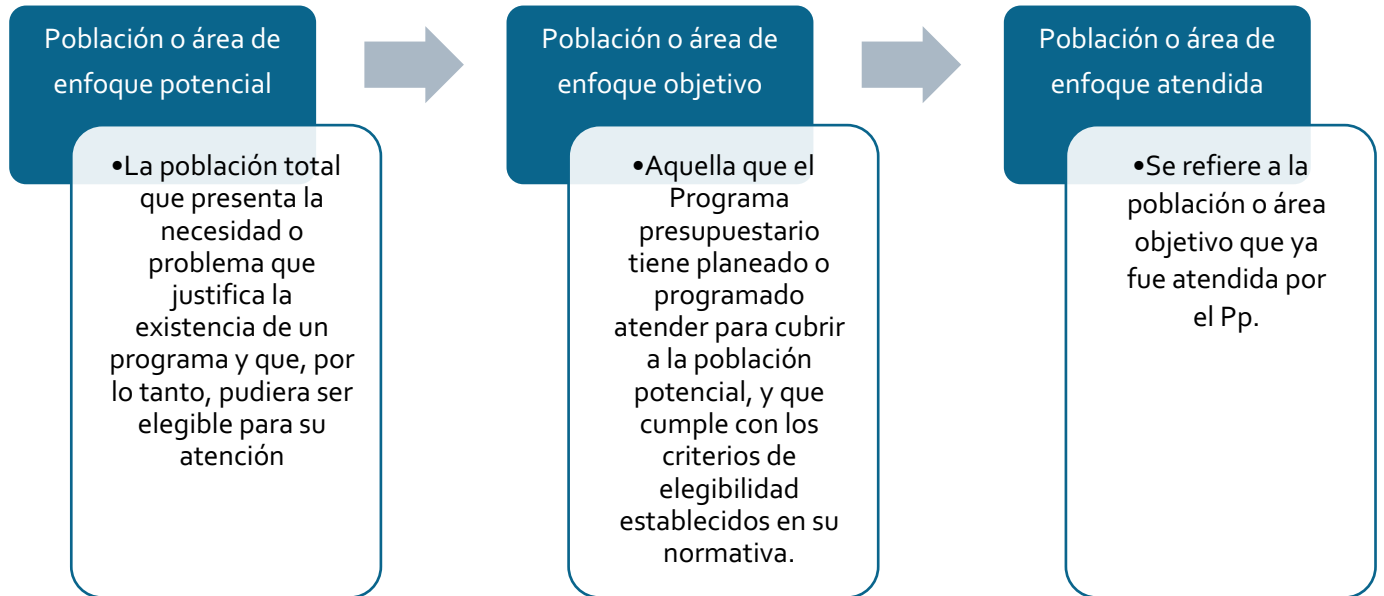 Población o área de
enfoque potencial
•La población total
que presenta la
necesidad o
problema que
justifica la
existencia de un
programa y que, por
lo tanto, pudiera ser
elegible para su
atención
Población o área de
enfoque objetivo
•Aquella que el
Programa
presupuestario
tiene planeado o
programado
atender para cubrir
a la población
potencial, y que
cumple con los
criterios de
elegibilidad
establecidos en su
normativa.
Población o área de
enfoque atendida
•Se refiere a la
población o área
objetivo que ya
fue atendida por
el Pp.